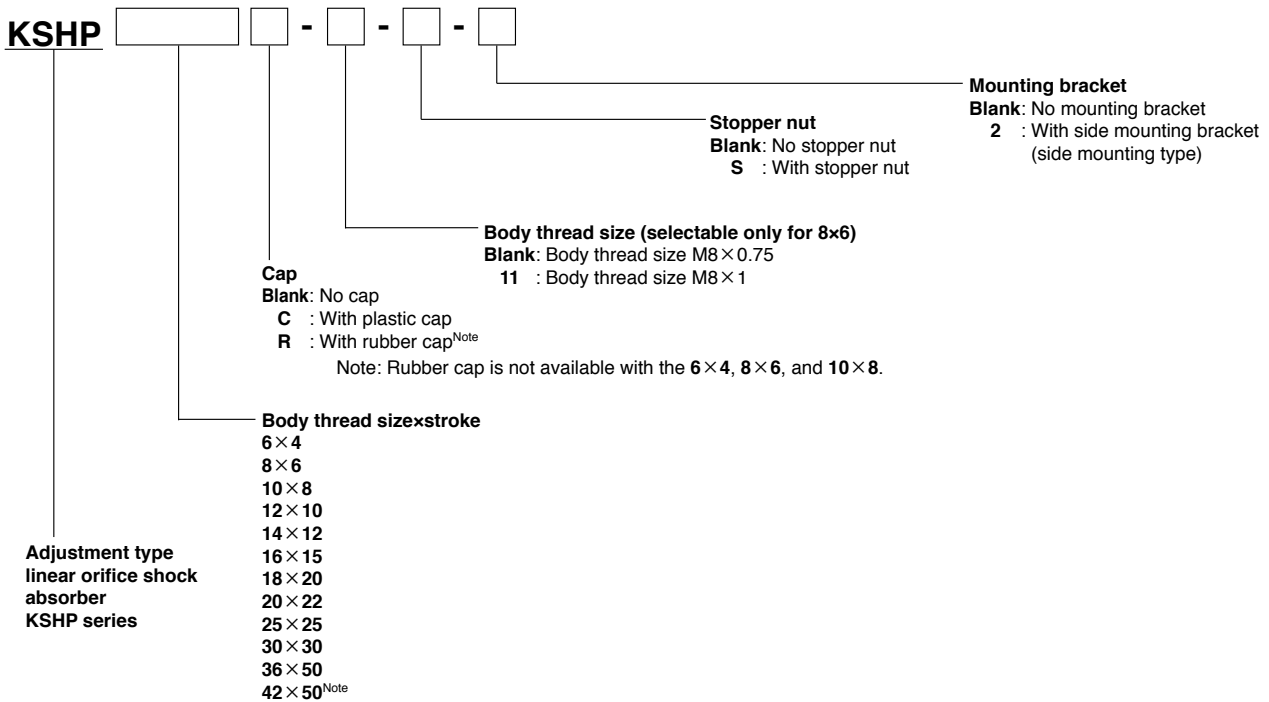 KSHP - - -
Mounting bracket
Blank: No mounting bracket
2 : With side mounting bracket
(side mounting type)
Stopper nut
Blank: No stopper nut
S : With stopper nut
Body thread size (selectable only for 8×6)
Blank: Body thread size M8×0.75
11 : Body thread size M8×1
Cap
Blank: No cap
C : With plastic cap
R : With rubber capNote
Note: Rubber cap is not available with the 6×4, 8×6, and 10×8.
Body thread size×stroke
6×4
8×6
10×8
12×10
14×12
16×15
18×20
20×22
25×25
30×30
36×50
42×50Note
Adjustment type
linear orifice shock
absorber
KSHP series